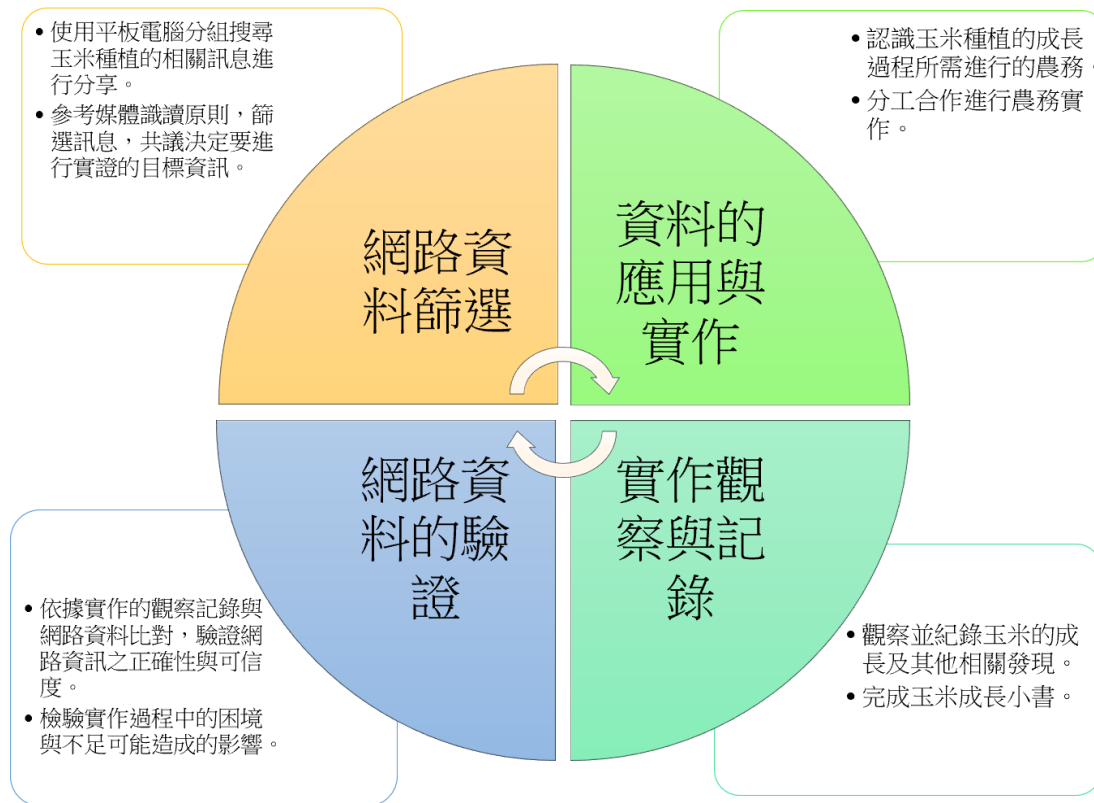 • 使用平板電腦分組搜尋
玉米種植的相關訊息進
行分享。
• 參考媒體識讀原則，篩
選訊息，共議決定要進
行實證的目標資訊。
• 認識玉米種植的成長
過程所需進行的農務。
• 分工合作進行農務實
作。
網路資
料篩選
資料的
應用與
實作
網路資
料的驗
證
實作觀
察與記
錄
• 依據實作的觀察記錄與
網路資料比對，驗證網
路資訊之正確性與可信
度。
• 檢驗實作過程中的困境
與不足可能造成的影響。
• 觀察並紀錄玉米的成
長及其他相關發現。
• 完成玉米成長小書。